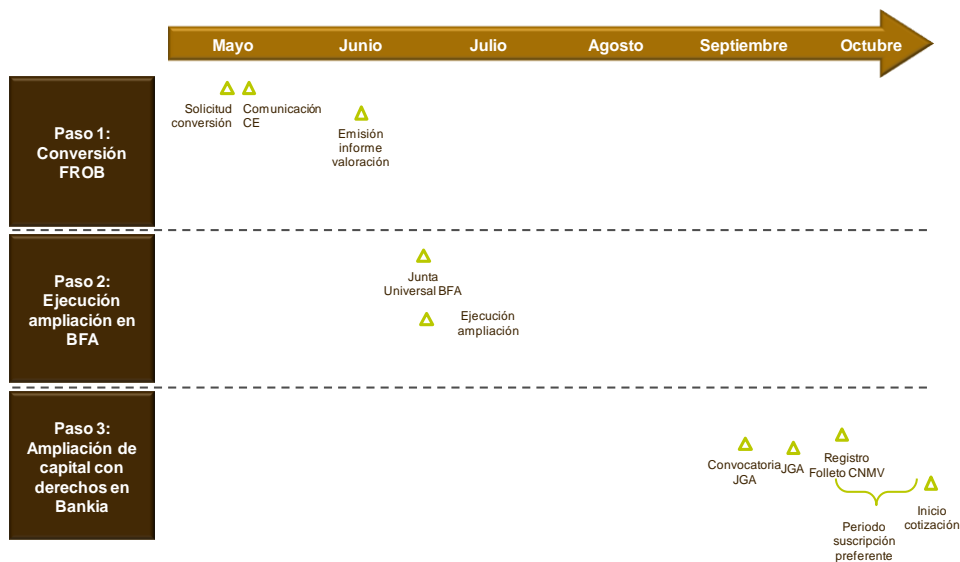 Mayo Junio Julio Agosto Septiembre Octubre
Paso 1:
Conversión
FROB
Solicitud
conversión
Comunicación
CE
Emisión
informe
valoración
Paso 2:
Ejecución
ampliación en
BFA
Junta
Universal BFA
Ejecución
ampliación
Paso 3:
Ampliación de
capital con
derechos en
Bankia
Convocatoria
JGA
JGA
Registro
Folleto CNMV
Periodo
suscripción
preferente
Inicio
cotización